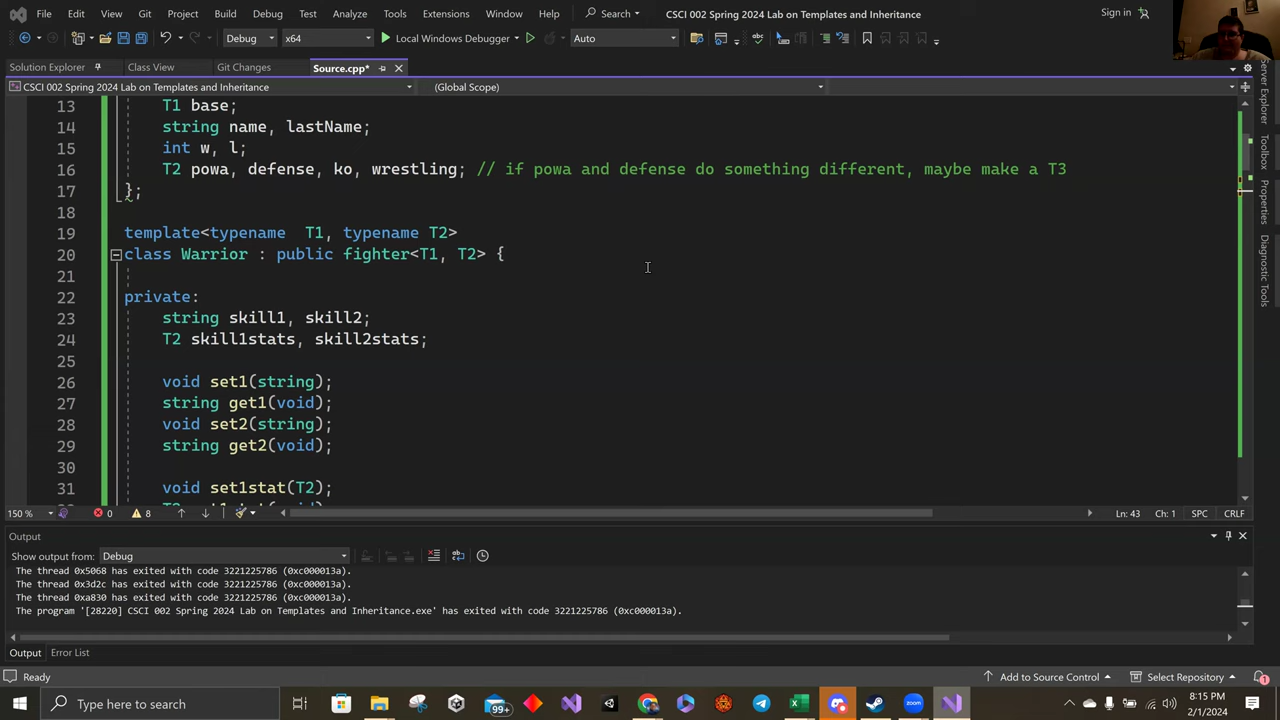 File Edit View Git Project Build Debug Test Analyze Tools Extensions Window Help Search CSCI 002 Spring 2024 Lab on Templates and Inheritance Sign in
Debug x64 Local Windows Debugger Auto
Solution Explorer Class View Git Changes Source.cpp*
CSCI 002 Spring 2024 Lab on Templates and Inheritance (Global Scope)
13 T1 base;
14 string name, lastName;
15 int w, l;
16 T2 powa, defense, ko, wrestling; // if powa and defense do something different, maybe make a T3
17 };
18
19 template<typename T1, typename T2>
20 class Warrior : public fighter<T1, T2> {
21
22 private:
23 string skill1, skill2;
24 T2 skill1stats, skill2stats;
25
26 void set1(string);
27 string get1(void);
28 void set2(string);
29 string get2(void);
30
31 void set1stat(T2);
150 % 0 8 Ln: 43 Ch: 1 SPC CRLF
Output
Show output from: Debug
The thread 0x5068 has exited with code 3221225786 (0xc000013a).
The thread 0x3d2c has exited with code 3221225786 (0xc000013a).
The thread 0xa830 has exited with code 3221225786 (0xc000013a).
The program '[28220] CSCI 002 Spring 2024 Lab on Templates and Inheritance.exe' has exited with code 3221225786 (0xc000013a).
Output Error List
Ready Add to Source Control Select Repository 1
Type here to search 99+ 8:15 PM
2/1/2024
Server Explorer
Toolbox
Properties
Diagnostic Tools